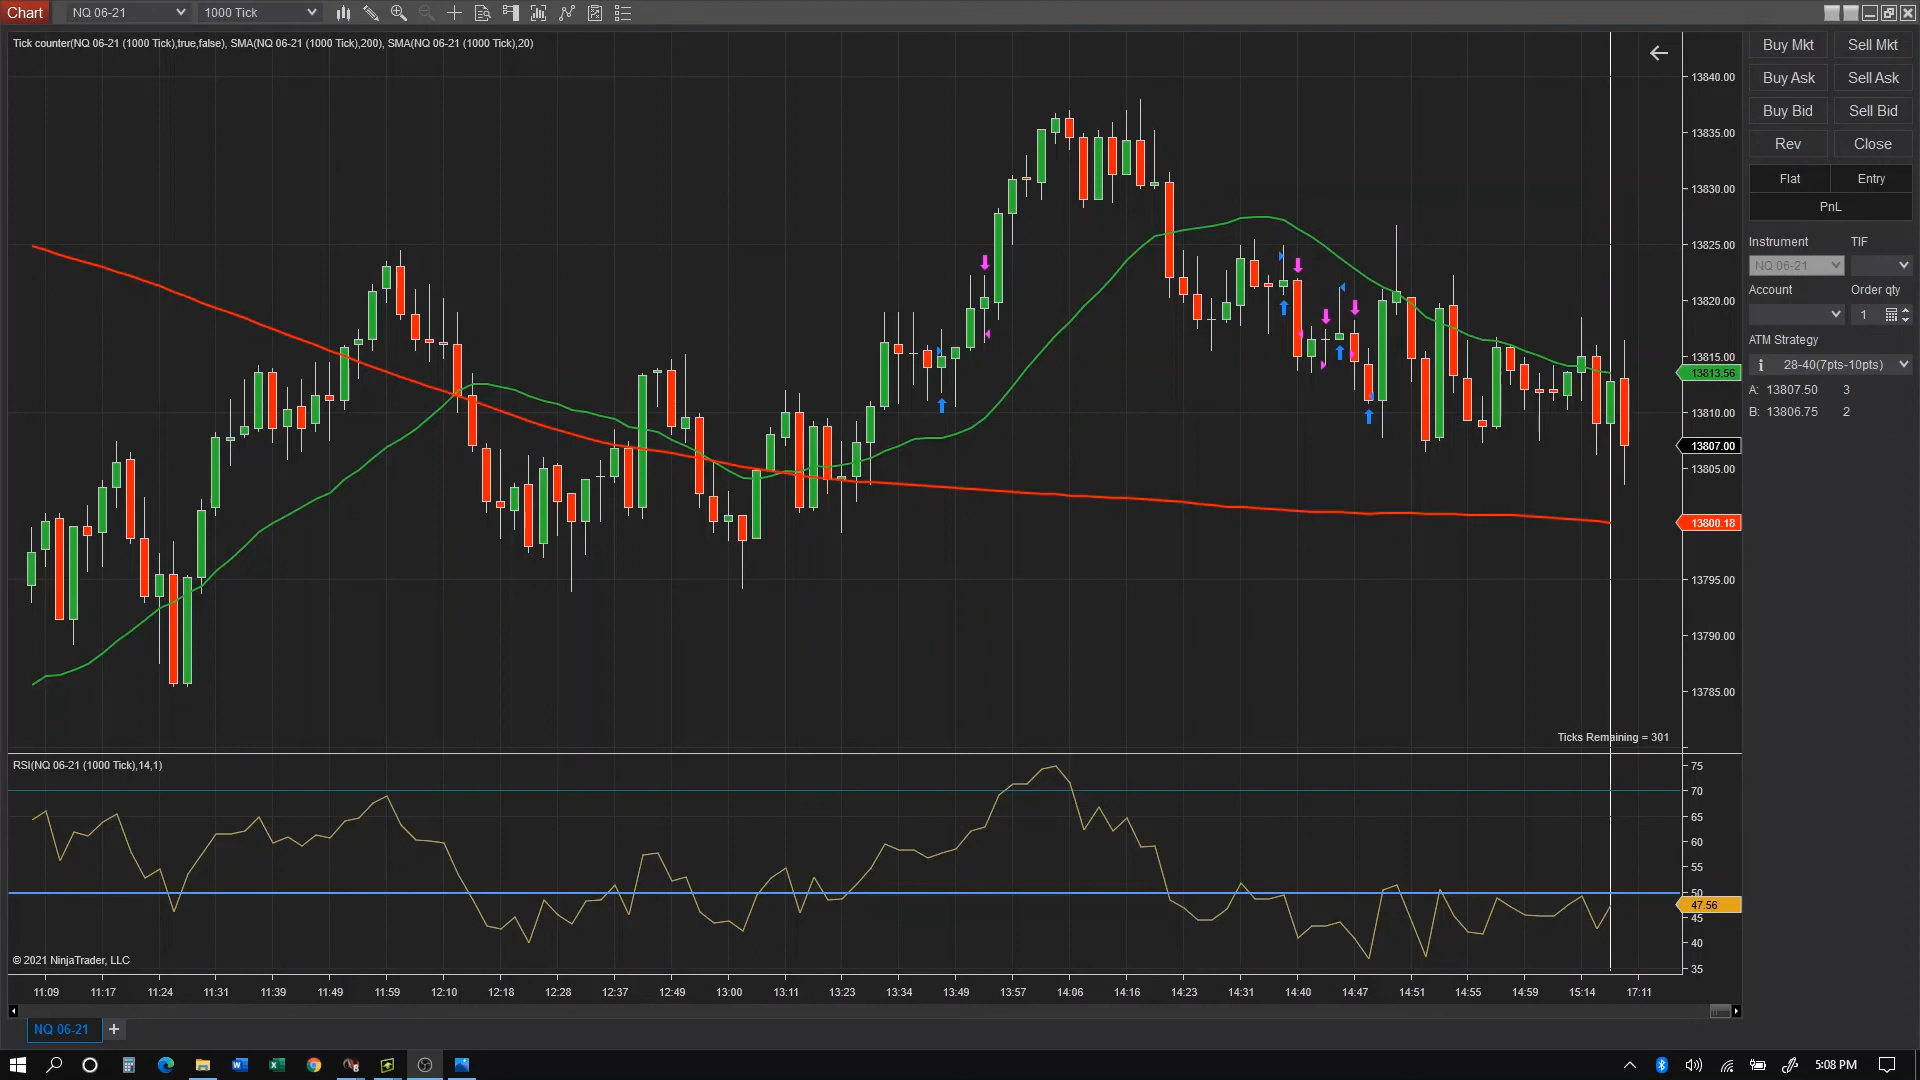 Chart NQ 06-21 1000 Tick
Tick counter(NQ 06-21 (1000 Tick),true,false), SMA(NQ 06-21 (1000 Tick),200), SMA(NQ 06-21 (1000 Tick),20)
13840.00
13835.00
13830.00
13825.00
13820.00
13815.00
13813.56
13810.00
13807.00
13805.00
13800.18
13795.00
13790.00
13785.00
Ticks Remaining = 301
RSI(NQ 06-21 (1000 Tick),14,1)
75
70
65
60
55
50
47.56
45
40
35
© 2021 NinjaTrader, LLC
11:09 11:17 11:24 11:31 11:39 11:49 11:59 12:10 12:18 12:28 12:37 12:49 13:00 13:11 13:23 13:34 13:49 13:57 14:06 14:16 14:23 14:31 14:40 14:47 14:51 14:55 14:59 15:14 17:11
NQ 06-21 +
Buy Mkt Sell Mkt
Buy Ask Sell Ask
Buy Bid Sell Bid
Rev Close
Flat Entry
PnL
Instrument TIF
NQ 06-21
Account Order qty
1
ATM Strategy
28-40(7pts-10pts)
A: 13807.50 3
B: 13806.75 2
5:08 PM